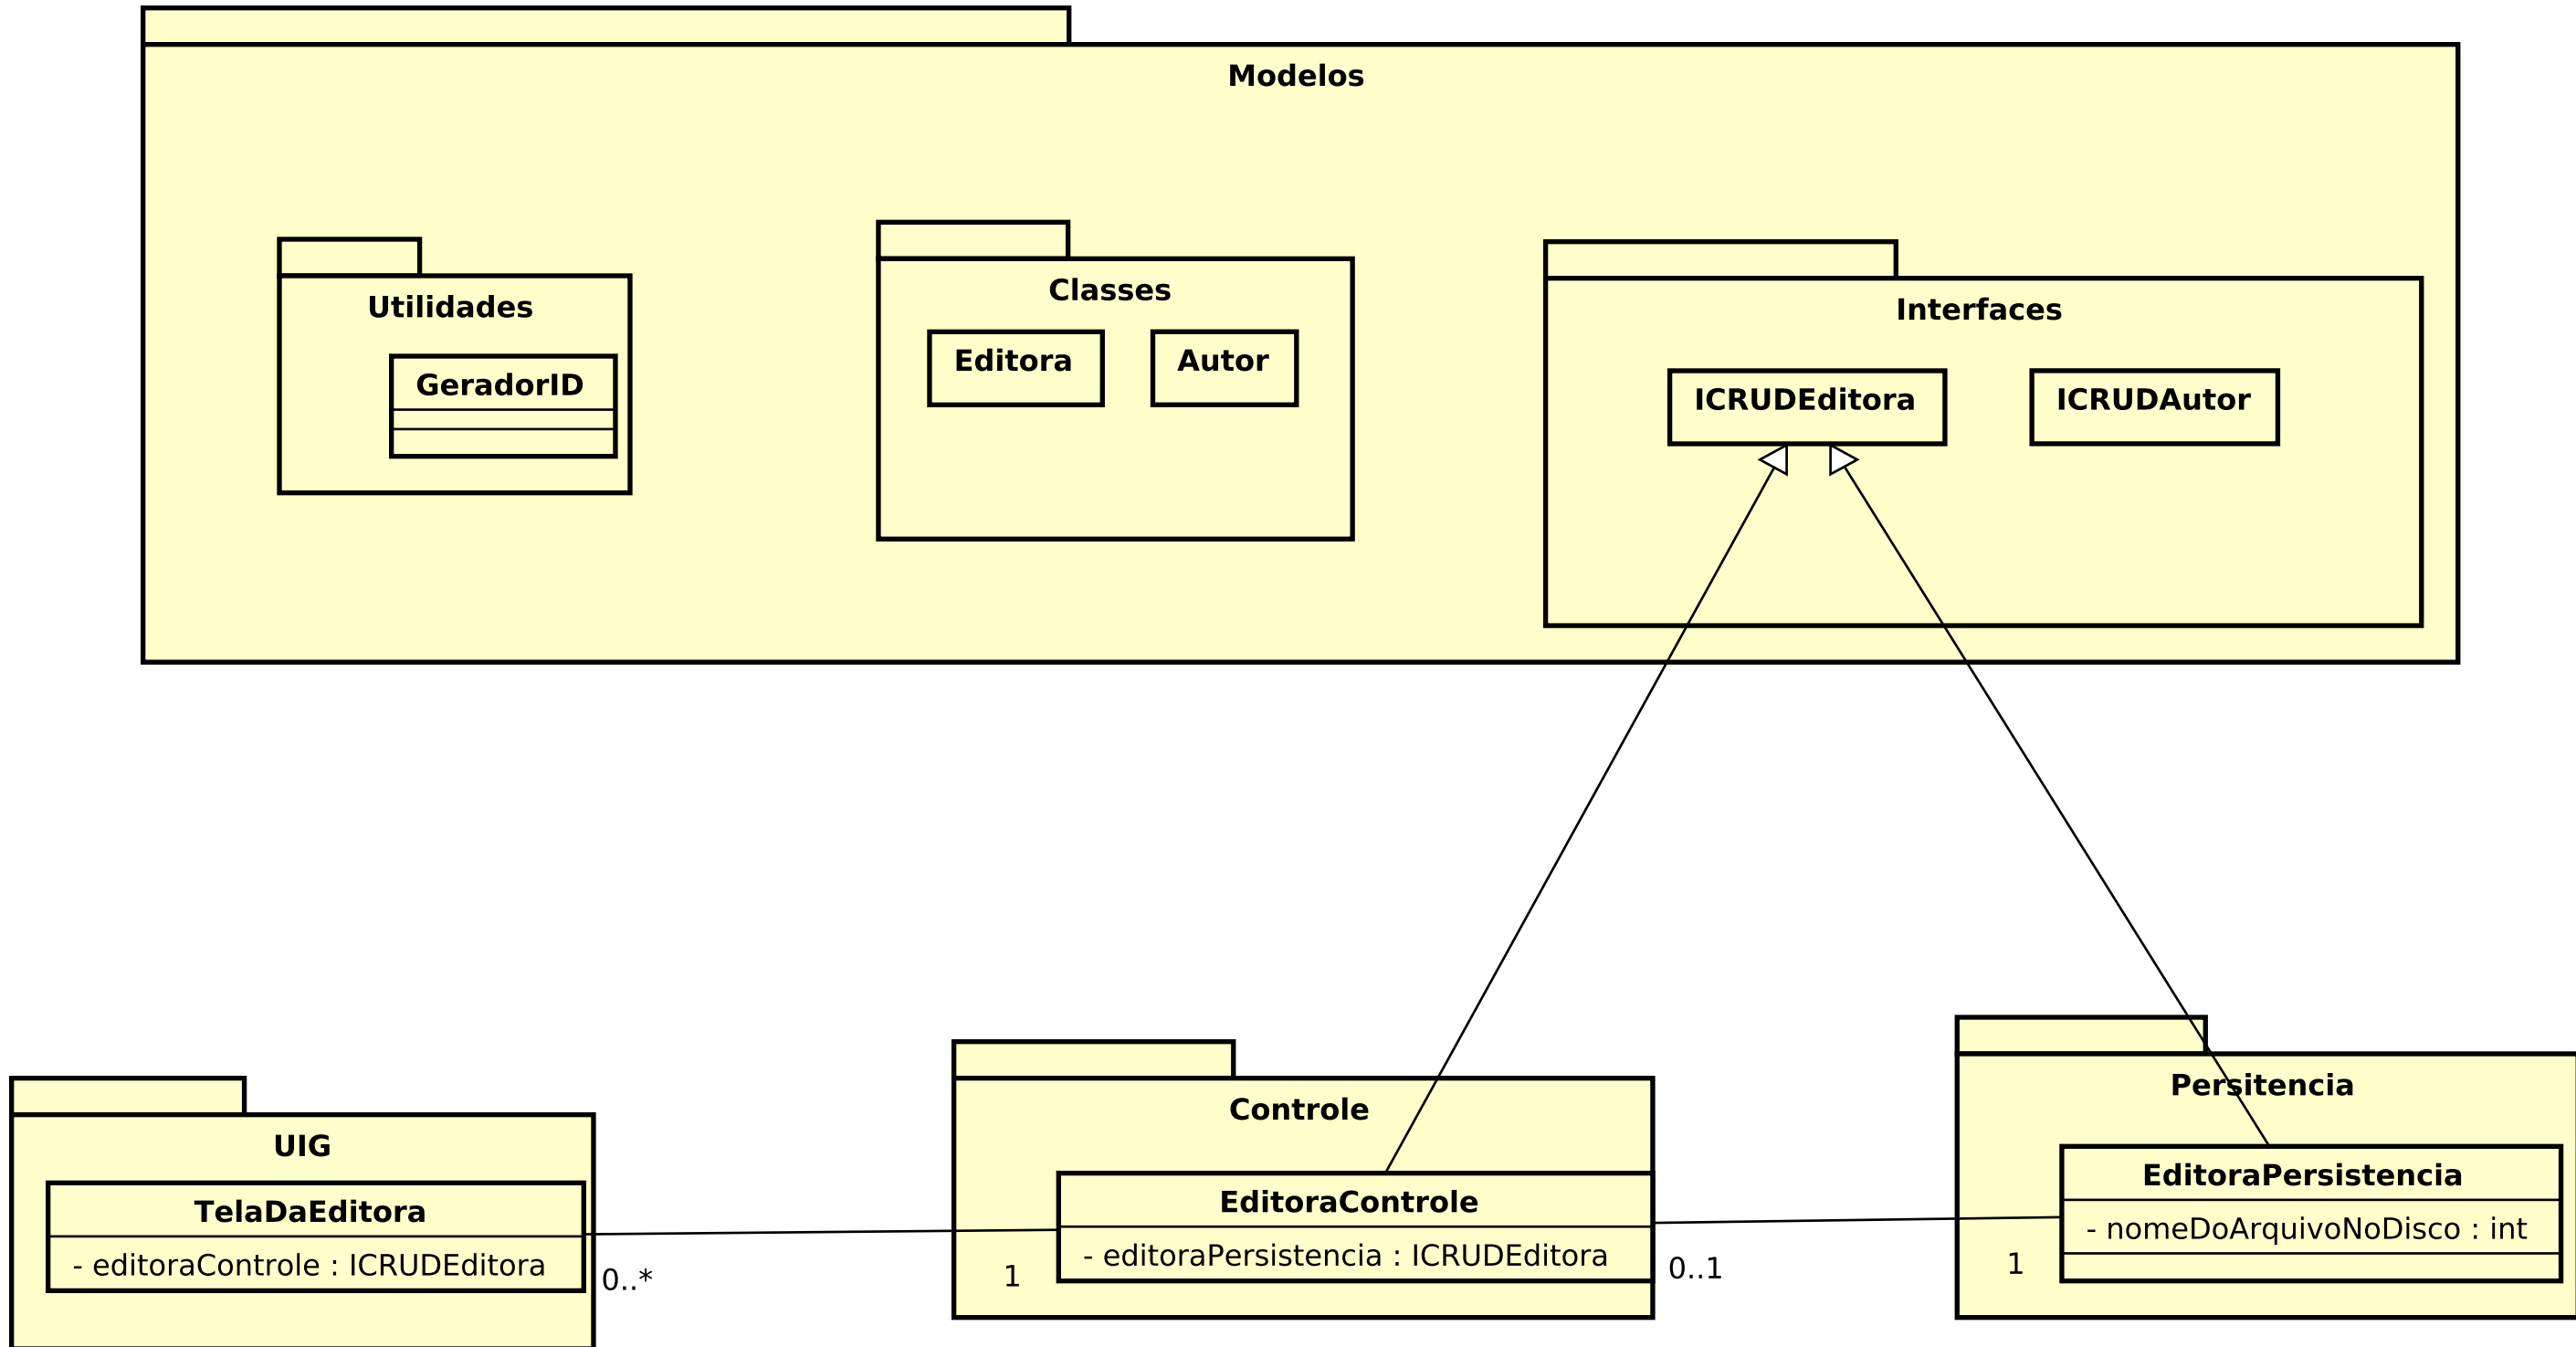 Modelos
Utilidades
GeradorID
Classes
Editora
Autor
Interfaces
ICRUDEditora
ICRUDAutor
UIG
TelaDaEditora
- editoraControle : ICRUDEditora
0..*
Controle
EditoraControle
- editoraPersistencia : ICRUDEditora
1
0..1
Persitencia
EditoraPersistencia
- nomeDoArquivoNoDisco : int
1